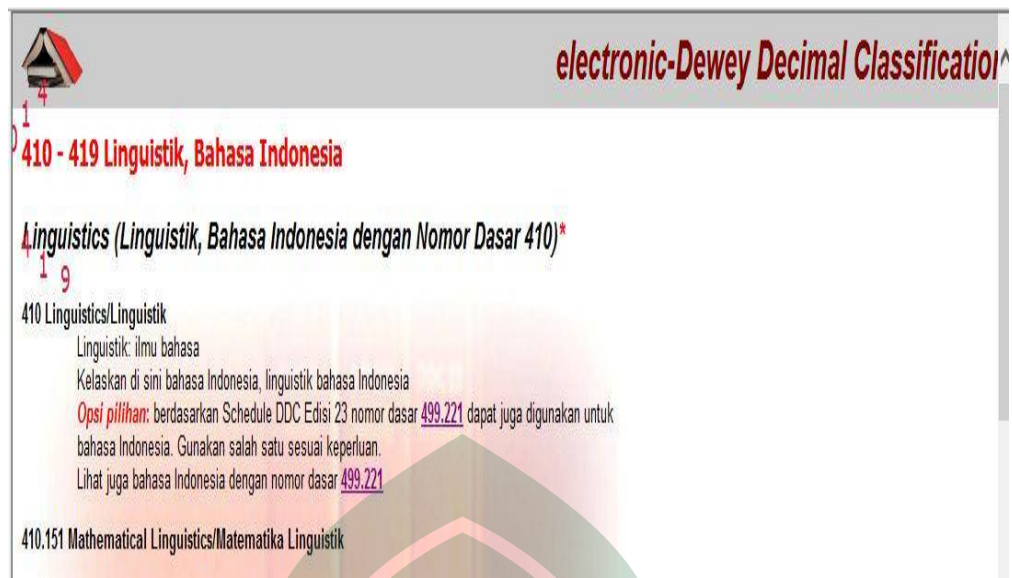 electronic-Dewey Decimal Classification
4
1
410 - 419 Linguistik, Bahasa Indonesia
Linguistics (Linguistik, Bahasa Indonesia dengan Nomor Dasar 410)*
4
1
9
410 Linguistics/Linguistik
Linguistik: ilmu bahasa
Kelaskan di sini bahasa Indonesia, linguistik bahasa Indonesia
Opsi pilihan: berdasarkan Schedule DDC Edisi 23 nomor dasar 499.221 dapat juga digunakan untuk
bahasa Indonesia. Gunakan salah satu sesuai keperluan.
Lihat juga bahasa Indonesia dengan nomor dasar 499.221
410.151 Mathematical Linguistics/Matematika Linguistik